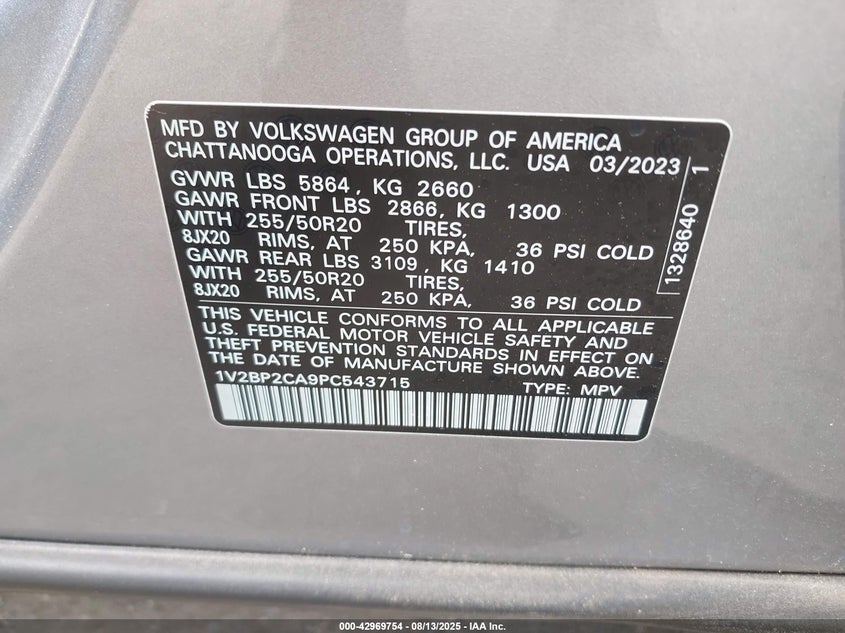 MFD BY VOLKSWAGEN GROUP OF AMERICA
CHATTANOOGA OPERATIONS, LLC. USA 03/2023
GVWR LBS 5864, KG 2660
GAWR FRONT LBS 2866, KG 1300
WITH 255/50R20 TIRES,
8JX20 RIMS, AT 250 KPA, 36 PSI COLD
GAWR REAR LBS 3109, KG 1410
WITH 255/50R20 TIRES,
8JX20 RIMS, AT 250 KPA, 36 PSI COLD
1328640 1
THIS VEHICLE CONFORMS TO ALL APPLICABLE
U.S. FEDERAL MOTOR VEHICLE SAFETY AND
THEFT PREVENTION STANDARDS IN EFFECT ON
THE DATE OF MANUFACTURE SHOWN ABOVE.
1V2BP2CA9PC543715 TYPE: MPV
000-42969754 - 08/13/2025 - IAA Inc.